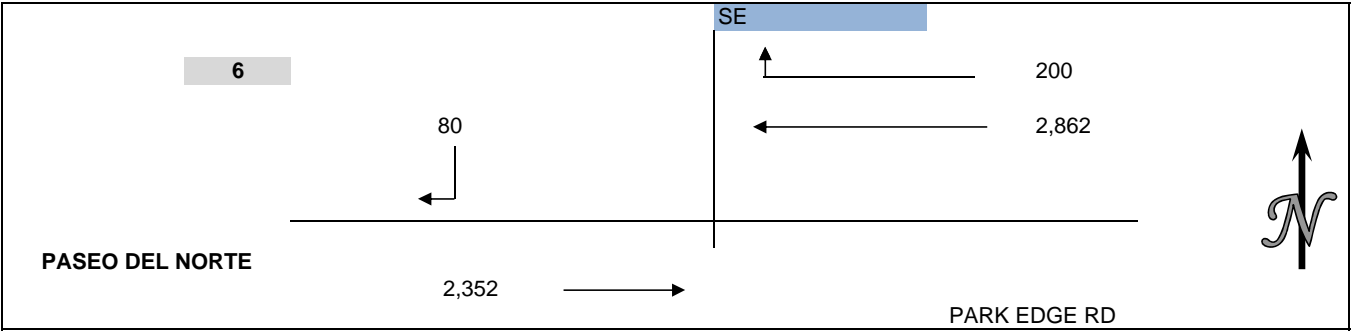 SE
6
200
80
2,862
N
PASEO DEL NORTE
2,352
PARK EDGE RD